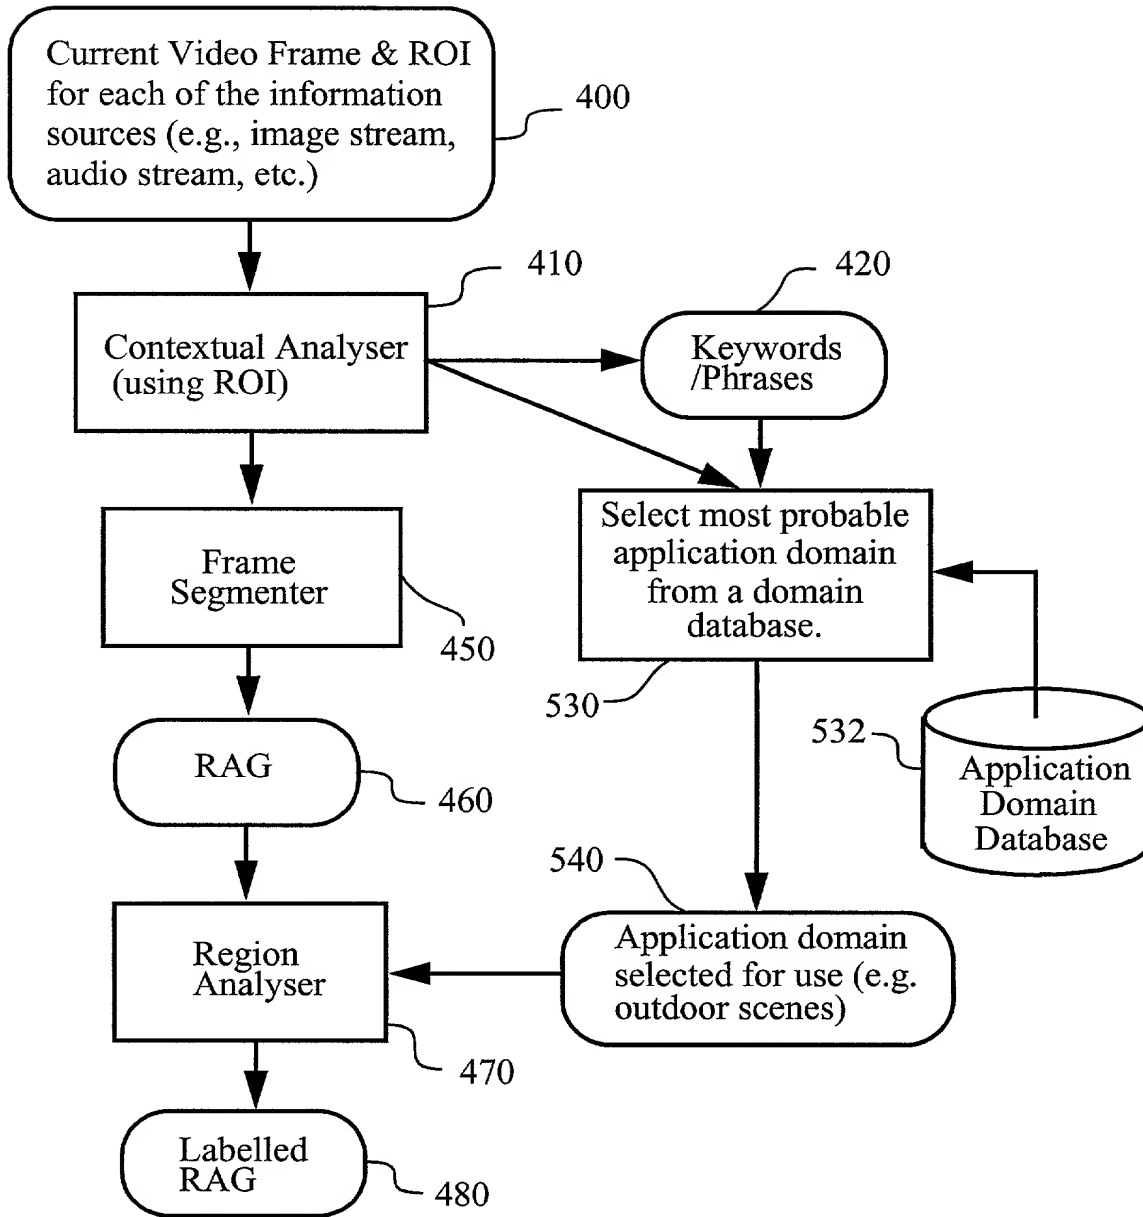 Current Video Frame & ROI
for each of the information
sources (e.g., image stream,
audio stream, etc.)
400
410
Contextual Analyser
(using ROI)
420
Keywords
/Phrases
Frame
Segmenter
450
Select most probable
application domain
from a domain
database.
530
532
Application
Domain
Database
RAG
460
540
Application domain
selected for use (e.g.
outdoor scenes)
Region
Analyser
470
Labelled
RAG
480